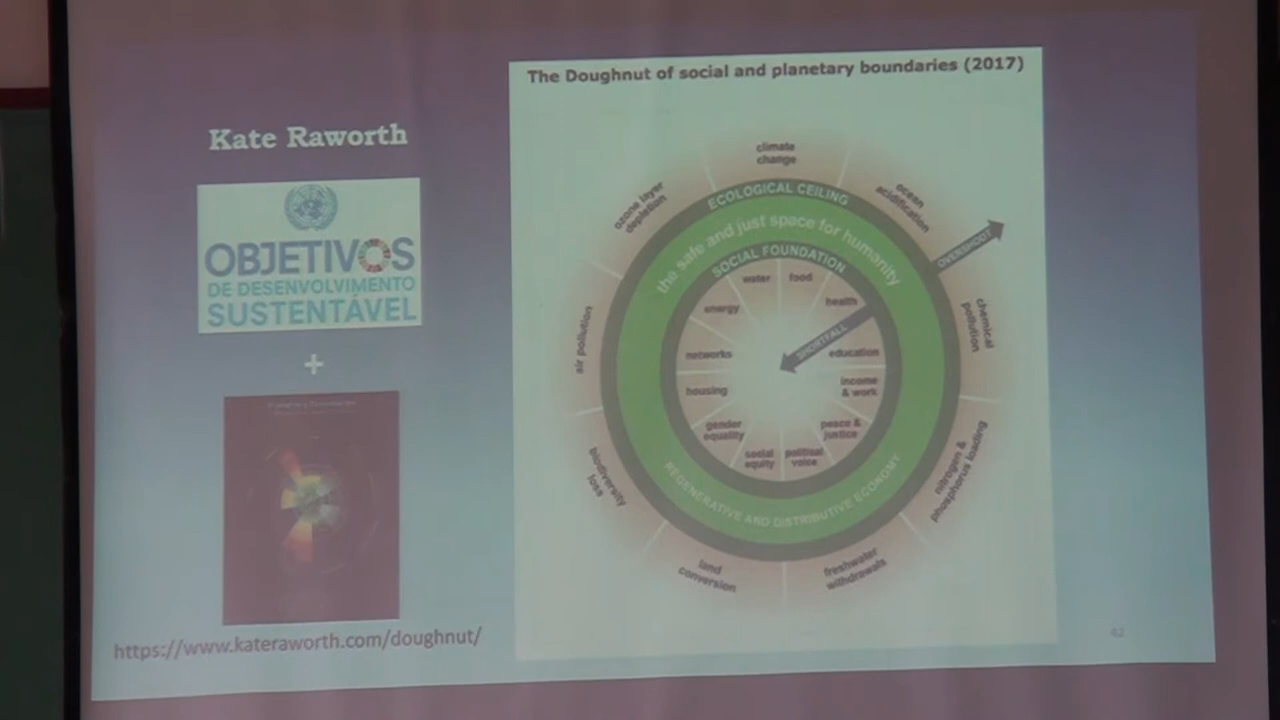 The Doughnut of social and planetary boundaries (2017)
Kate Raworth
OBJETIVOS
DE DESENVOLVIMENTO
SUSTENTÁVEL
+
Planetary Boundaries
https://www.kateraworth.com/doughnut/
climate
change
ocean
acidification
chemical
pollution
nitrogen &
phosphorus loading
freshwater
withdrawals
land
conversion
biodiversity
loss
air pollution
ozone layer
depletion
ECOLOGICAL CEILING
the safe and just space for humanity
SOCIAL FOUNDATION
OVERSHOOT
SHORTFALL
water
food
health
education
income
& work
peace &
justice
political
voice
social
equity
gender
equality
housing
networks
energy
REGENERATIVE AND DISTRIBUTIVE ECONOMY
42